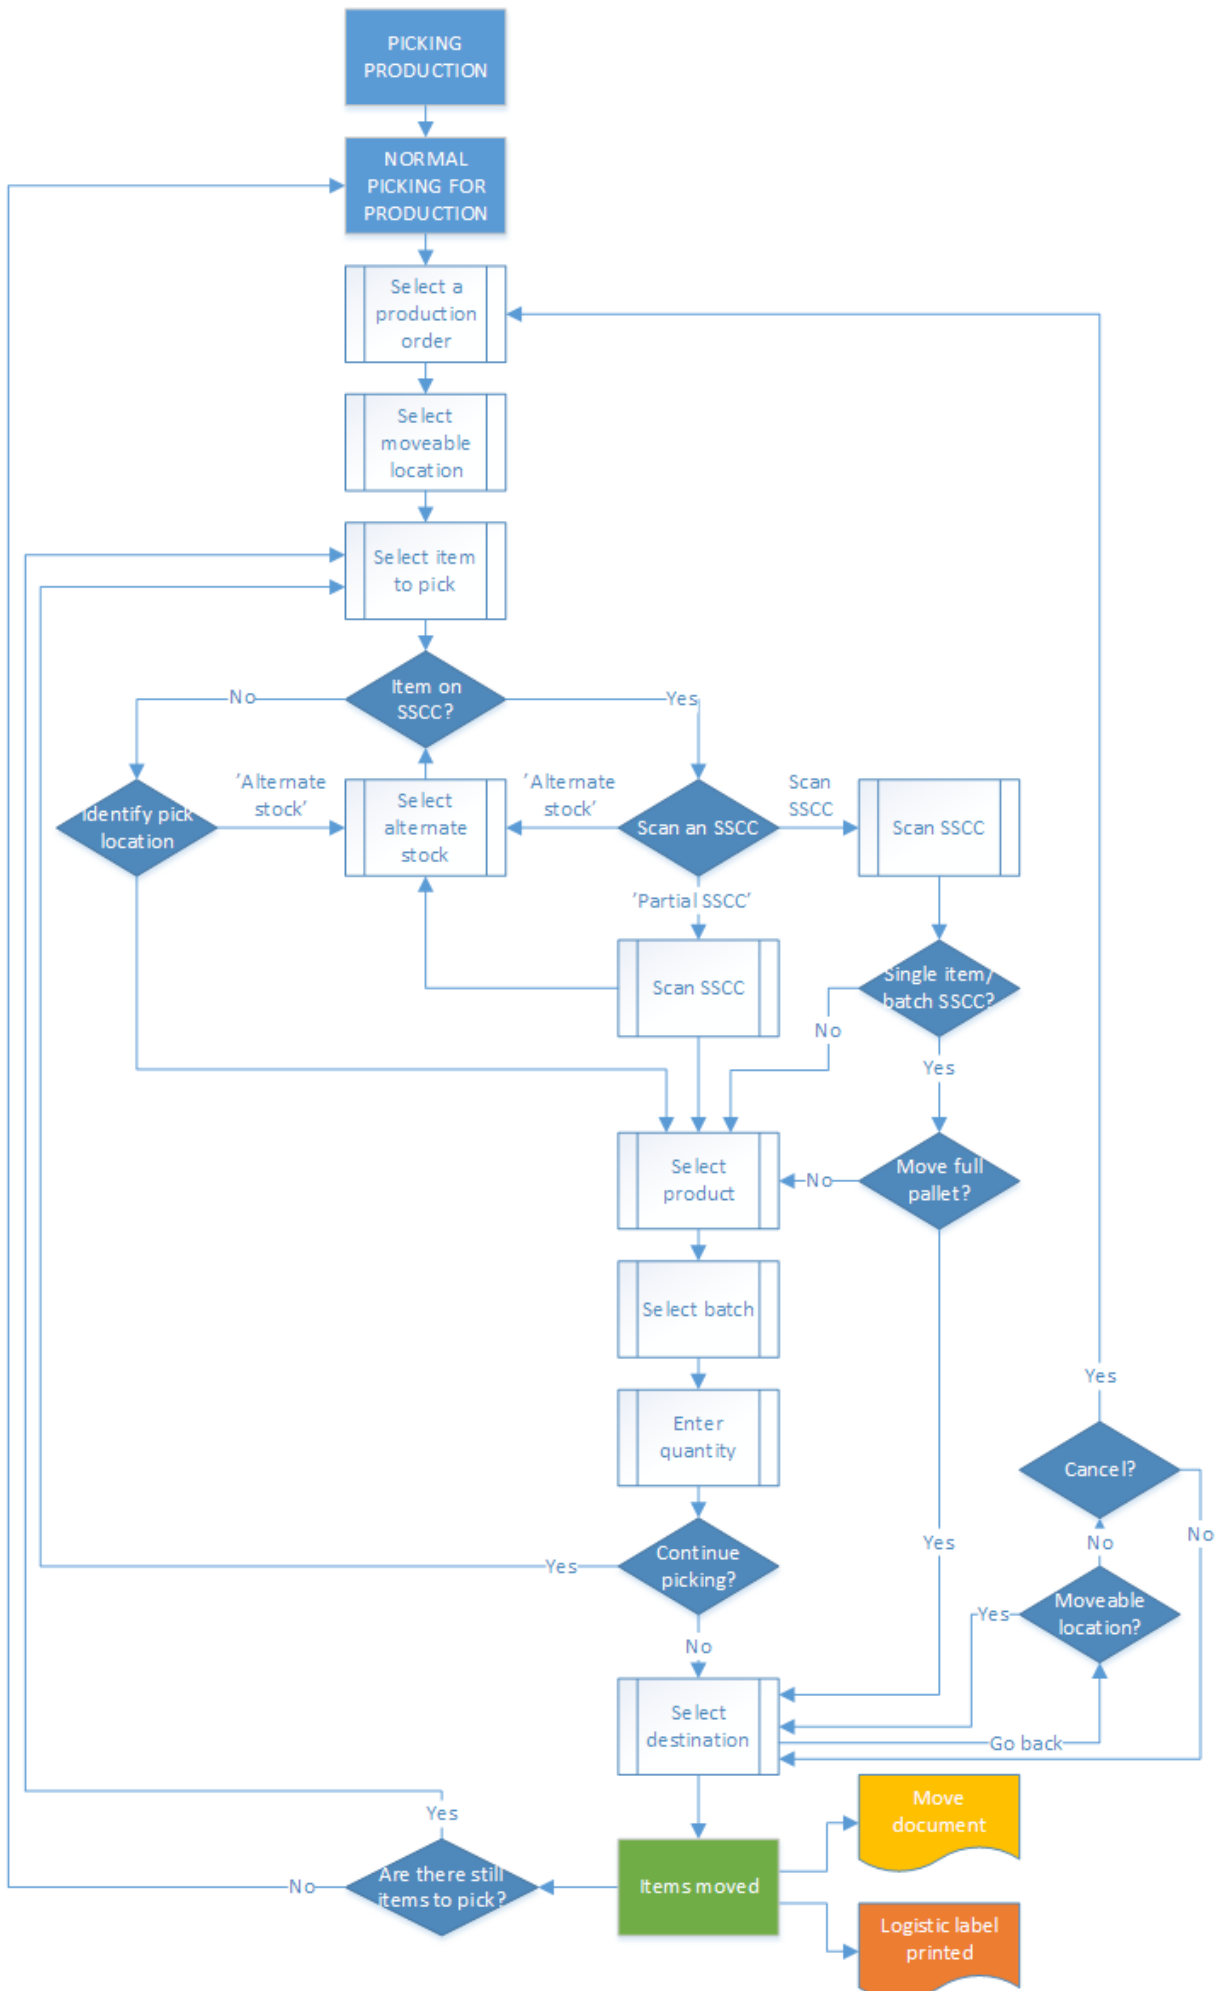 PICKING
PRODUCTION
NORMAL
PICKING FOR
PRODUCTION
Select a
production
order
Select
moveable
location
Select item
to pick
Item on
SSCC?
No
Yes
Identify pick
location
'Alternate
stock'
Select
alternate
stock
'Alternate
stock'
Scan an SSCC
Scan
SSCC
Scan SSCC
'Partial SSCC'
Scan SSCC
Single item/
batch SSCC?
No
Yes
Select
product
No
Move full
pallet?
Select batch
Enter
quantity
Yes
Cancel?
Continue
picking?
Yes
Yes
No
No
Moveable
location?
Yes
No
Select
destination
Go back
Move
document
Yes
Are there still
items to pick?
No
Items moved
Logistic label
printed